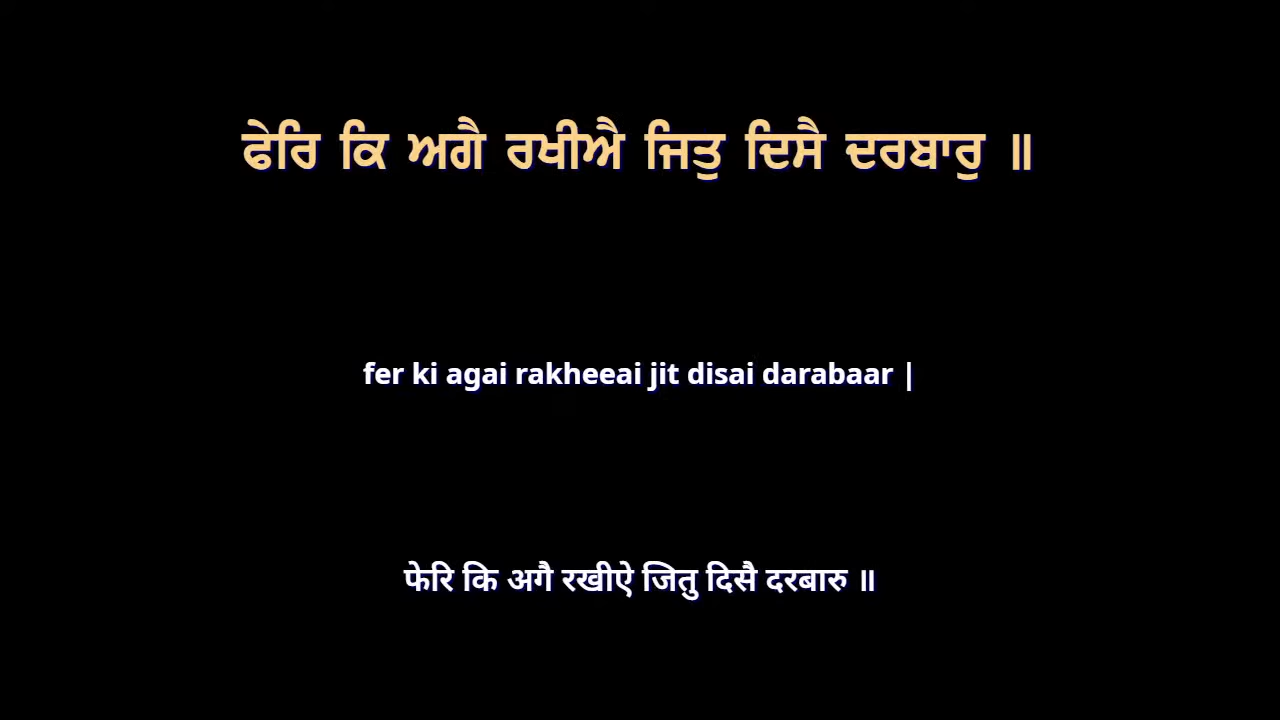 ਫੇਰਿ ਕਿ ਅਗੈ ਰਖੀਐ ਜਿਤੁ ਦਿਸੈ ਦਰਬਾਰੁ ॥
fer ki agai rakheeai jit disai darabaar |
फेरि कि अगै रखीऐ जितु दिसै दरबारु ॥